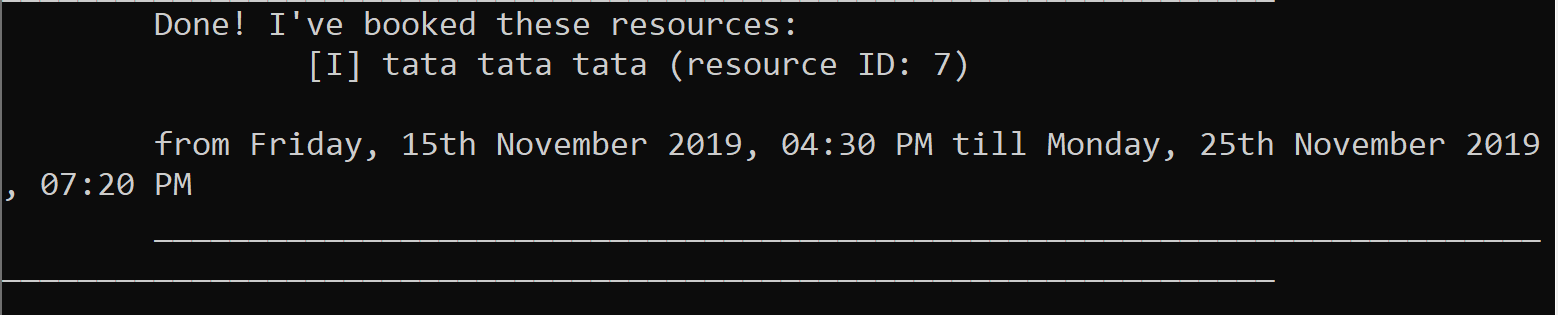 Done! I've booked these resources:
[I] tata tata tata (resource ID: 7)
from Friday, 15th November 2019, 04:30 PM till Monday, 25th November 2019
, 07:20 PM